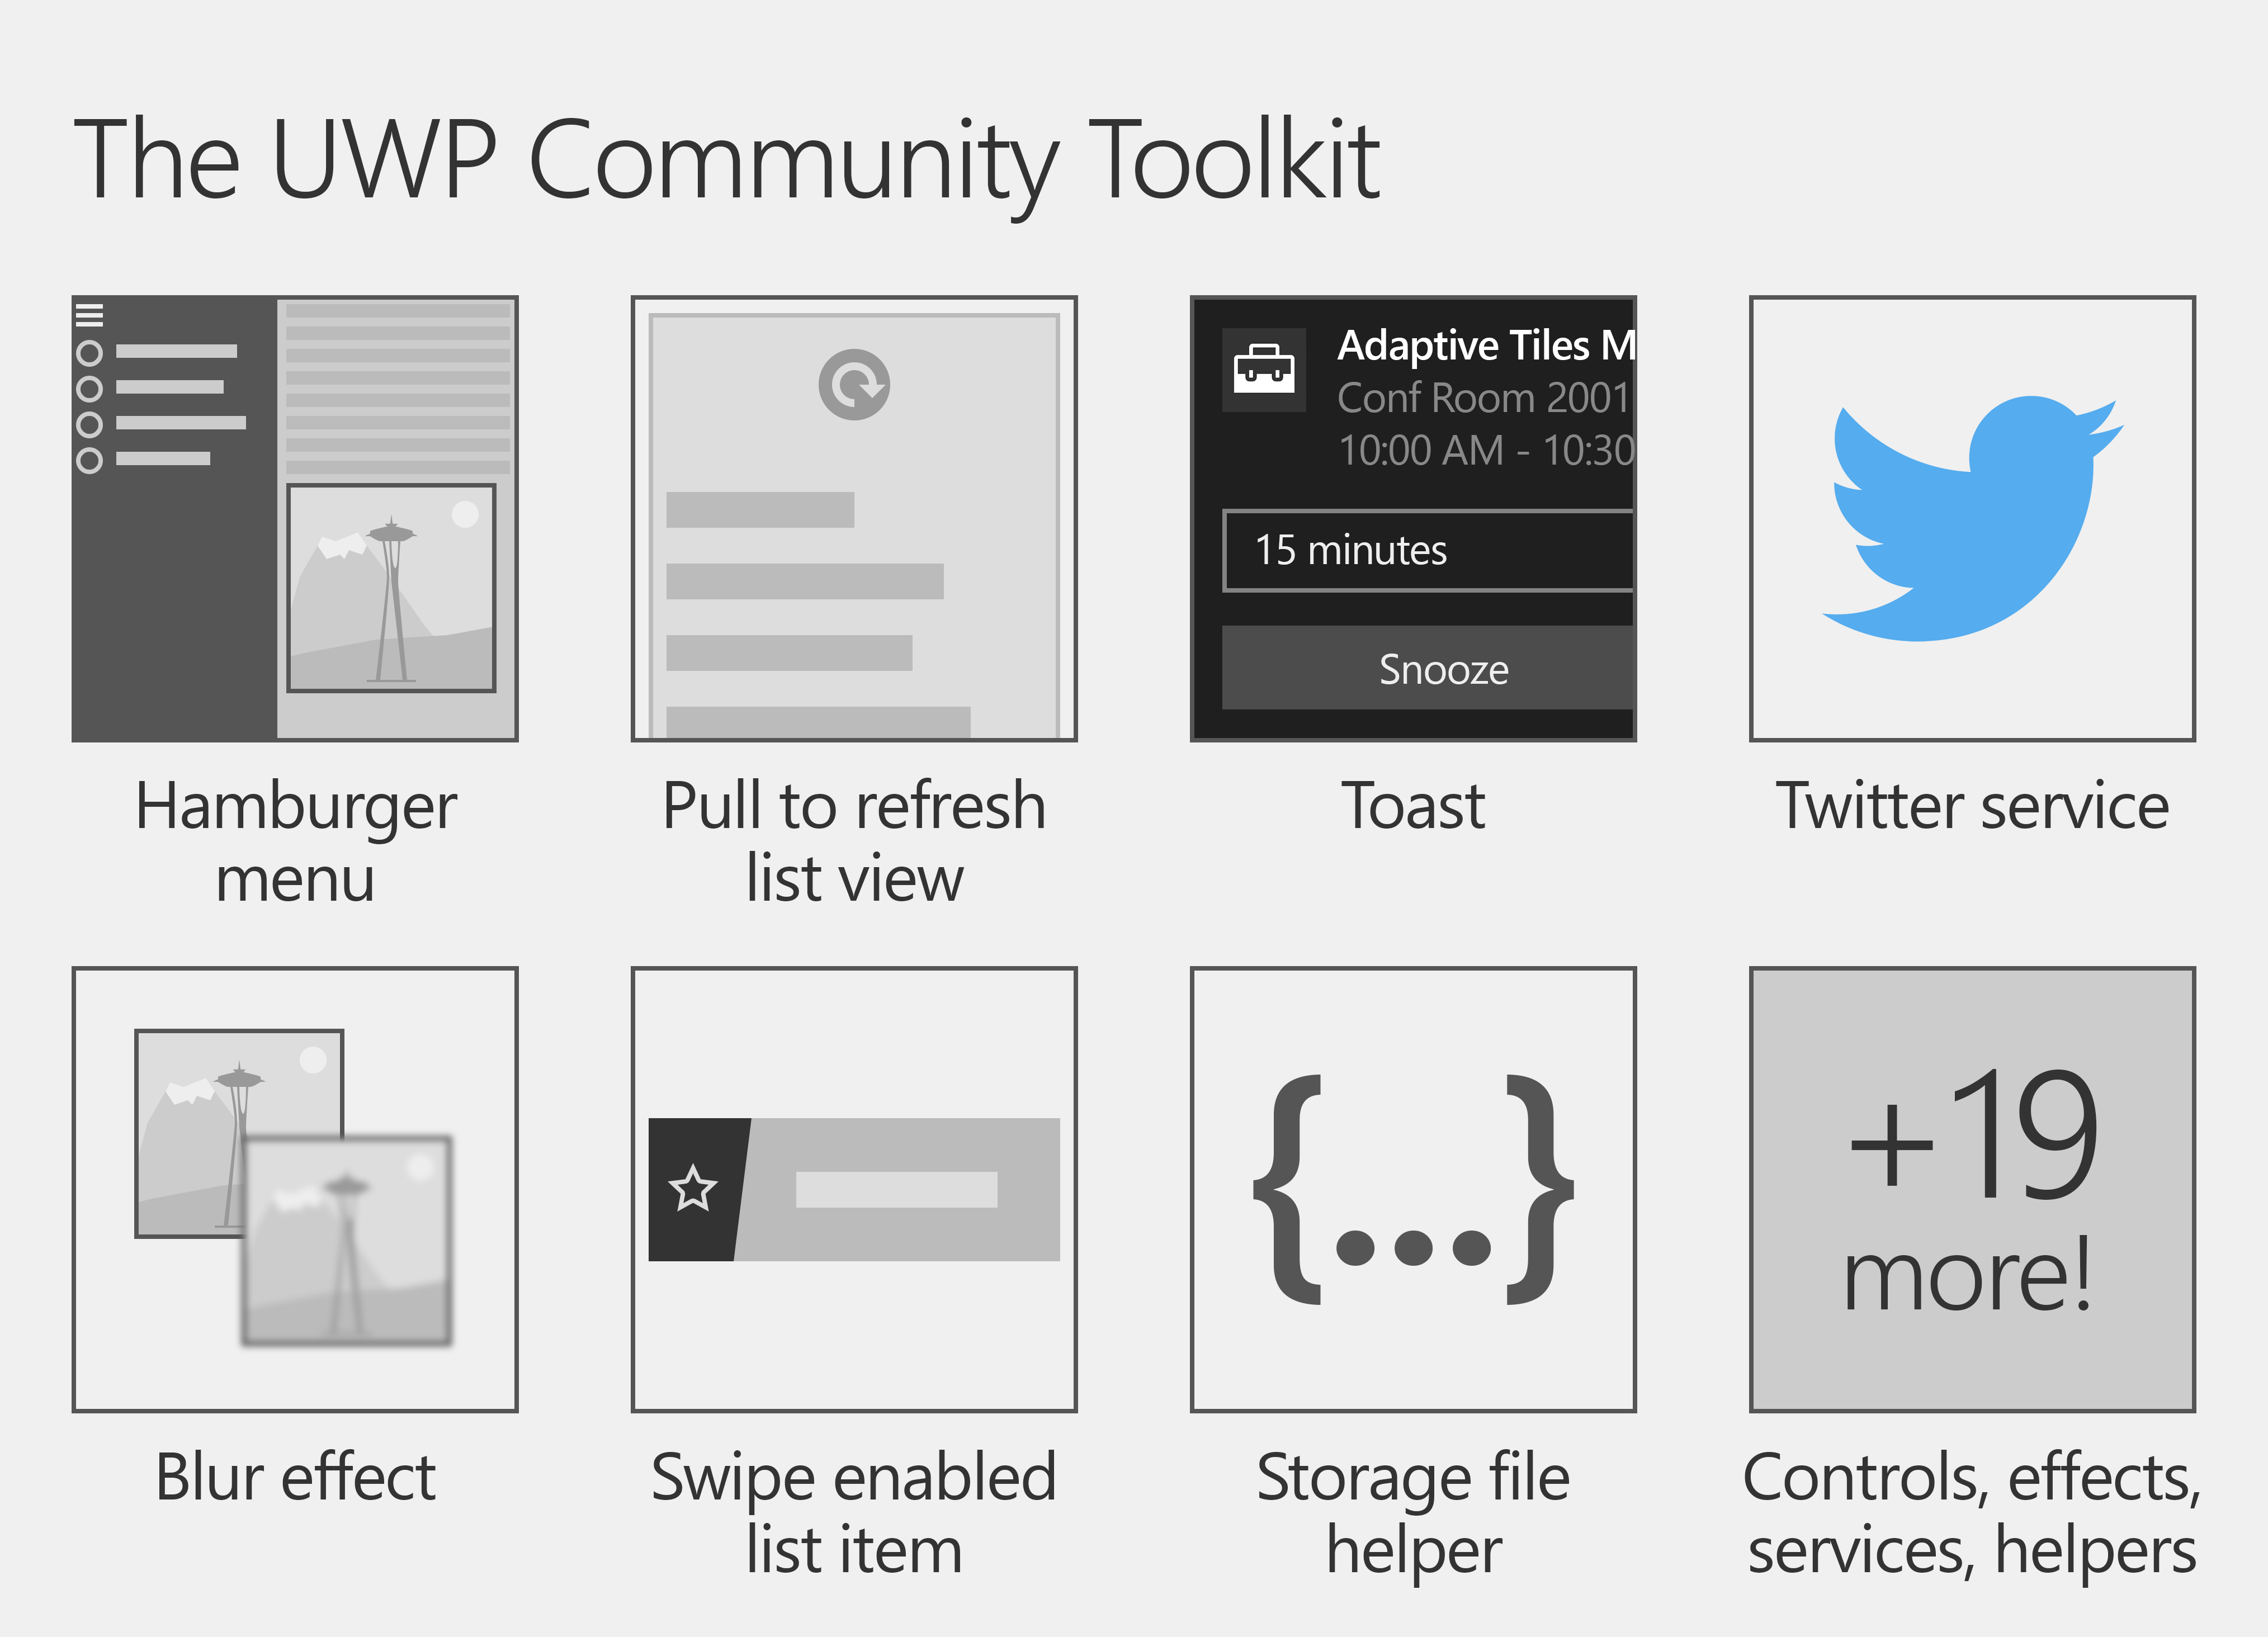 The UWP Community Toolkit
Adaptive Tiles M
Conf Room 2001
10:00 AM - 10:30
15 minutes
Snooze
Hamburger
menu
Pull to refresh
list view
Toast
Twitter service
{...}
+19
more!
Blur effect
Swipe enabled
list item
Storage file
helper
Controls, effects,
services, helpers